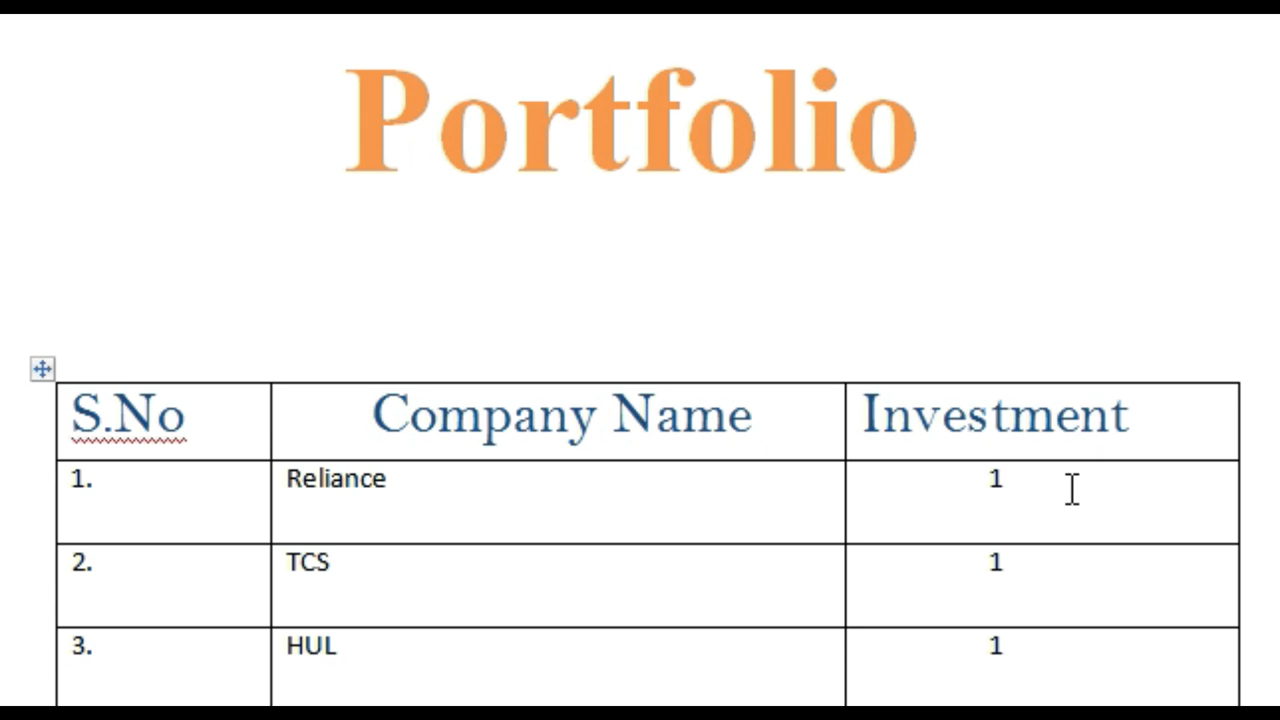 Portfolio
S.No Company Name Investment
1. Reliance 1
2. TCS 1
3. HUL 1